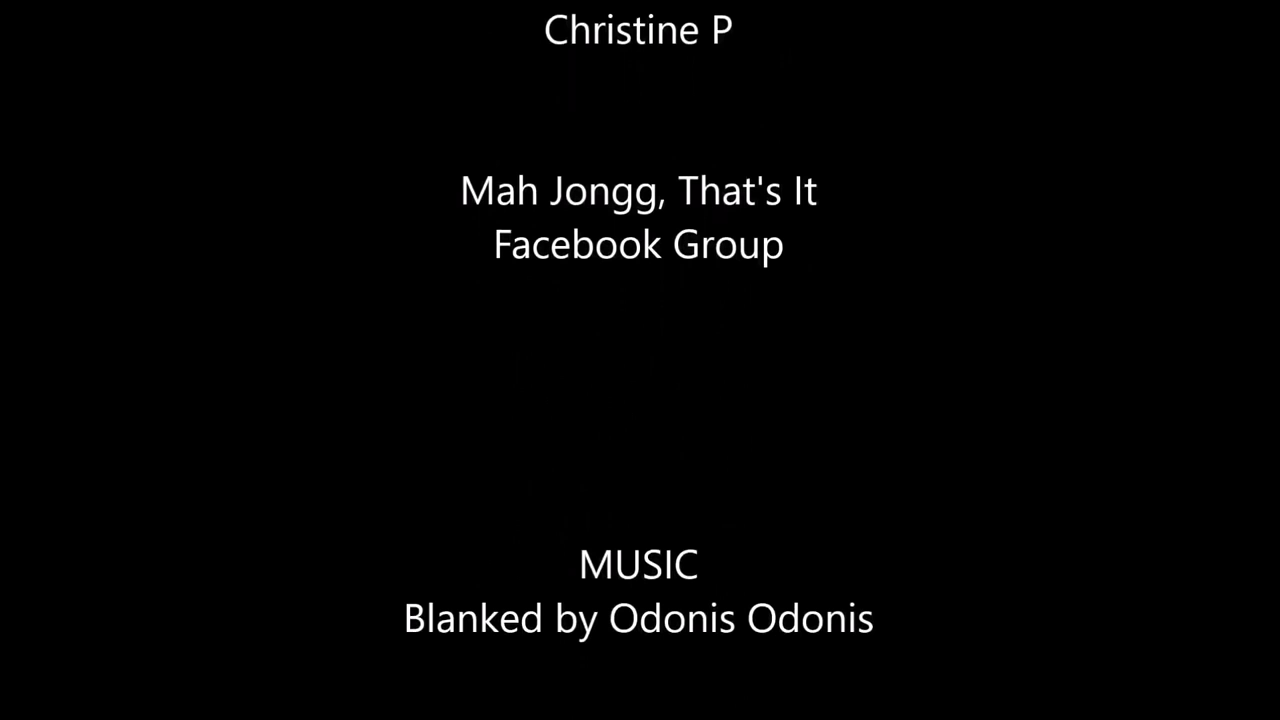 Christine P
Mah Jongg, That's It
Facebook Group
MUSIC
Blanked by Odonis Odonis